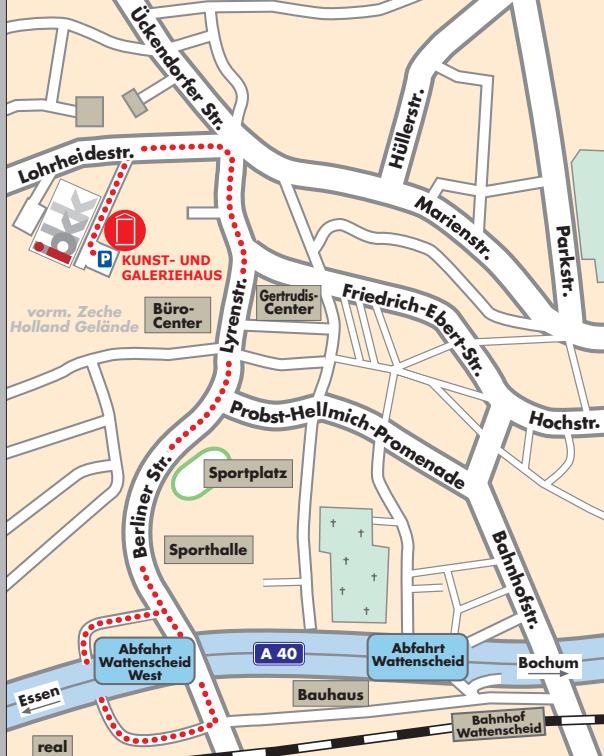 Ückendorfer Str.
Hüllerstr.
Lohrheidestr.
bkk
P
KUNST- UND
GALERIEHAUS
Marienstr.
Parkstr.
vorm. Zeche
Holland Gelände
Büro-
Center
Lyrenstr.
Gertrudis-
Center
Friedrich-Ebert-Str.
Probst-Hellmich-Promenade
Hochstr.
Berliner Str.
Sportplatz
Sporthalle
Bahnhofstr.
Abfahrt
Wattenscheid
West
A 40
Abfahrt
Wattenscheid
Bochum
Essen
Bauhaus
Bahnhof
Wattenscheid
real